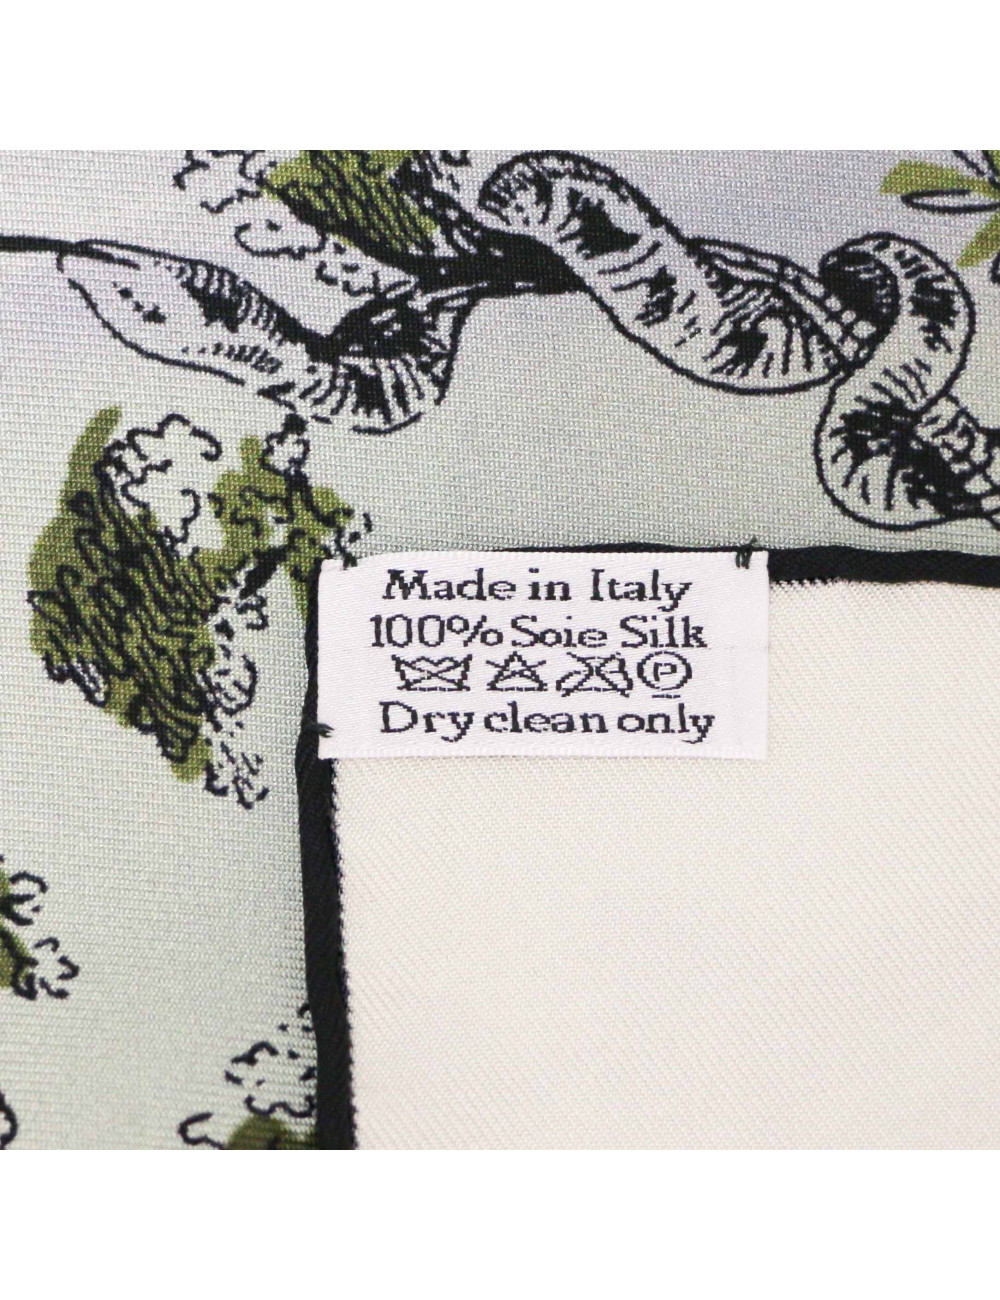 Made in Italy
100% Soie Silk
P
Dry clean only